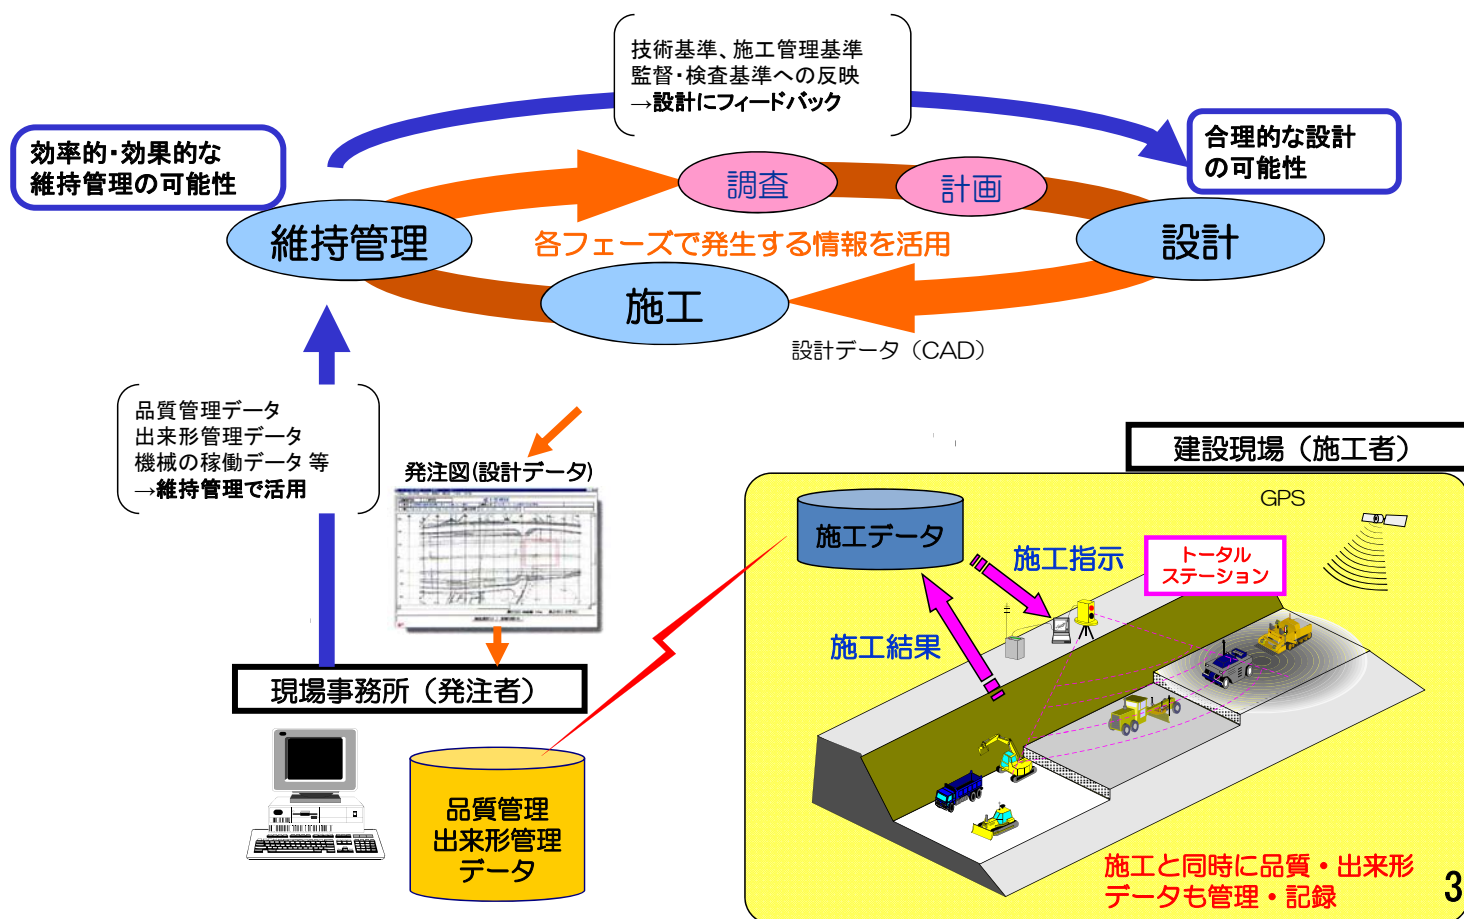 技術基準、施工管理基準
監督・検査基準への反映
→設計にフィードバック
効率的・効果的な
維持管理の可能性
合理的な設計
の可能性
調査
計画
維持管理
各フェーズで発生する情報を活用
設計
施工
設計データ（CAD）
品質管理データ
出来形管理データ
機械の稼働データ 等
→維持管理で活用
発注図(設計データ)
建設現場（施工者）
GPS
施工データ
施工指示
トータル
ステーション
施工結果
現場事務所（発注者）
品質管理
出来形管理
データ
施工と同時に品質・出来形
データも管理・記録
3